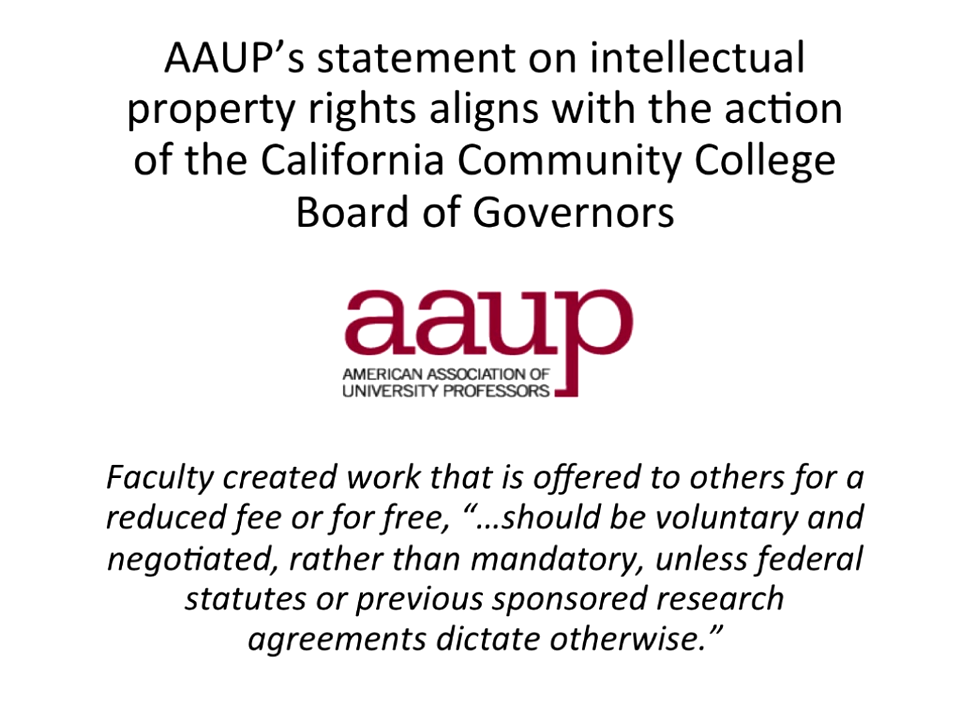 AAUP’s statement on intellectual
property rights aligns with the action
of the California Community College
Board of Governors
aaup
AMERICAN ASSOCIATION OF
UNIVERSITY PROFESSORS
Faculty created work that is offered to others for a
reduced fee or for free, “…should be voluntary and
negotiated, rather than mandatory, unless federal
statutes or previous sponsored research
agreements dictate otherwise.”